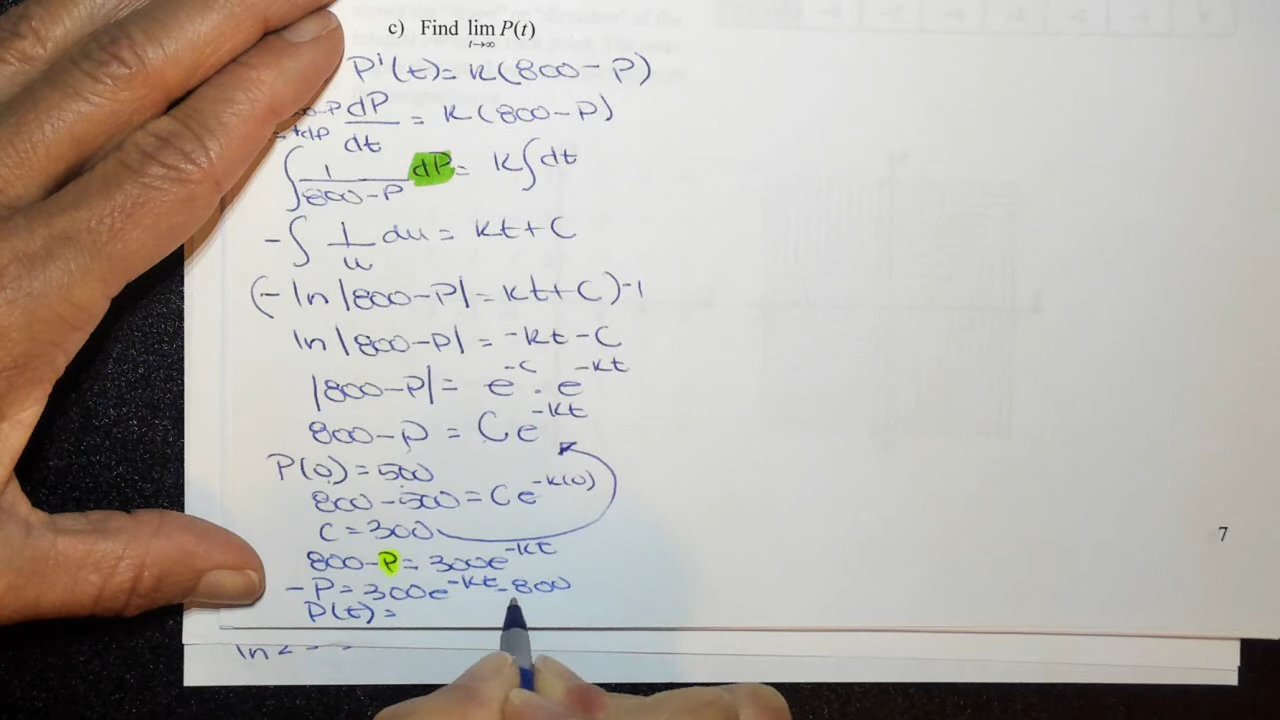 c) Find lim P(t)
t→∞
P'(t) = K(800-P)
dP/dt = K(800-P)
∫ 1/(800-P) dP = K∫dt
-∫ 1/u du = Kt+C
(-ln|800-P| = Kt+C)-1
ln|800-P| = -Kt-C
|800-P| = e^-C · e^-Kt
800-P = Ce^-Kt
P(0) = 500
800-500 = Ce^-K(0)
C = 300
800-P = 300e^-Kt
-P = 300e^-Kt-800
P(t) =
7